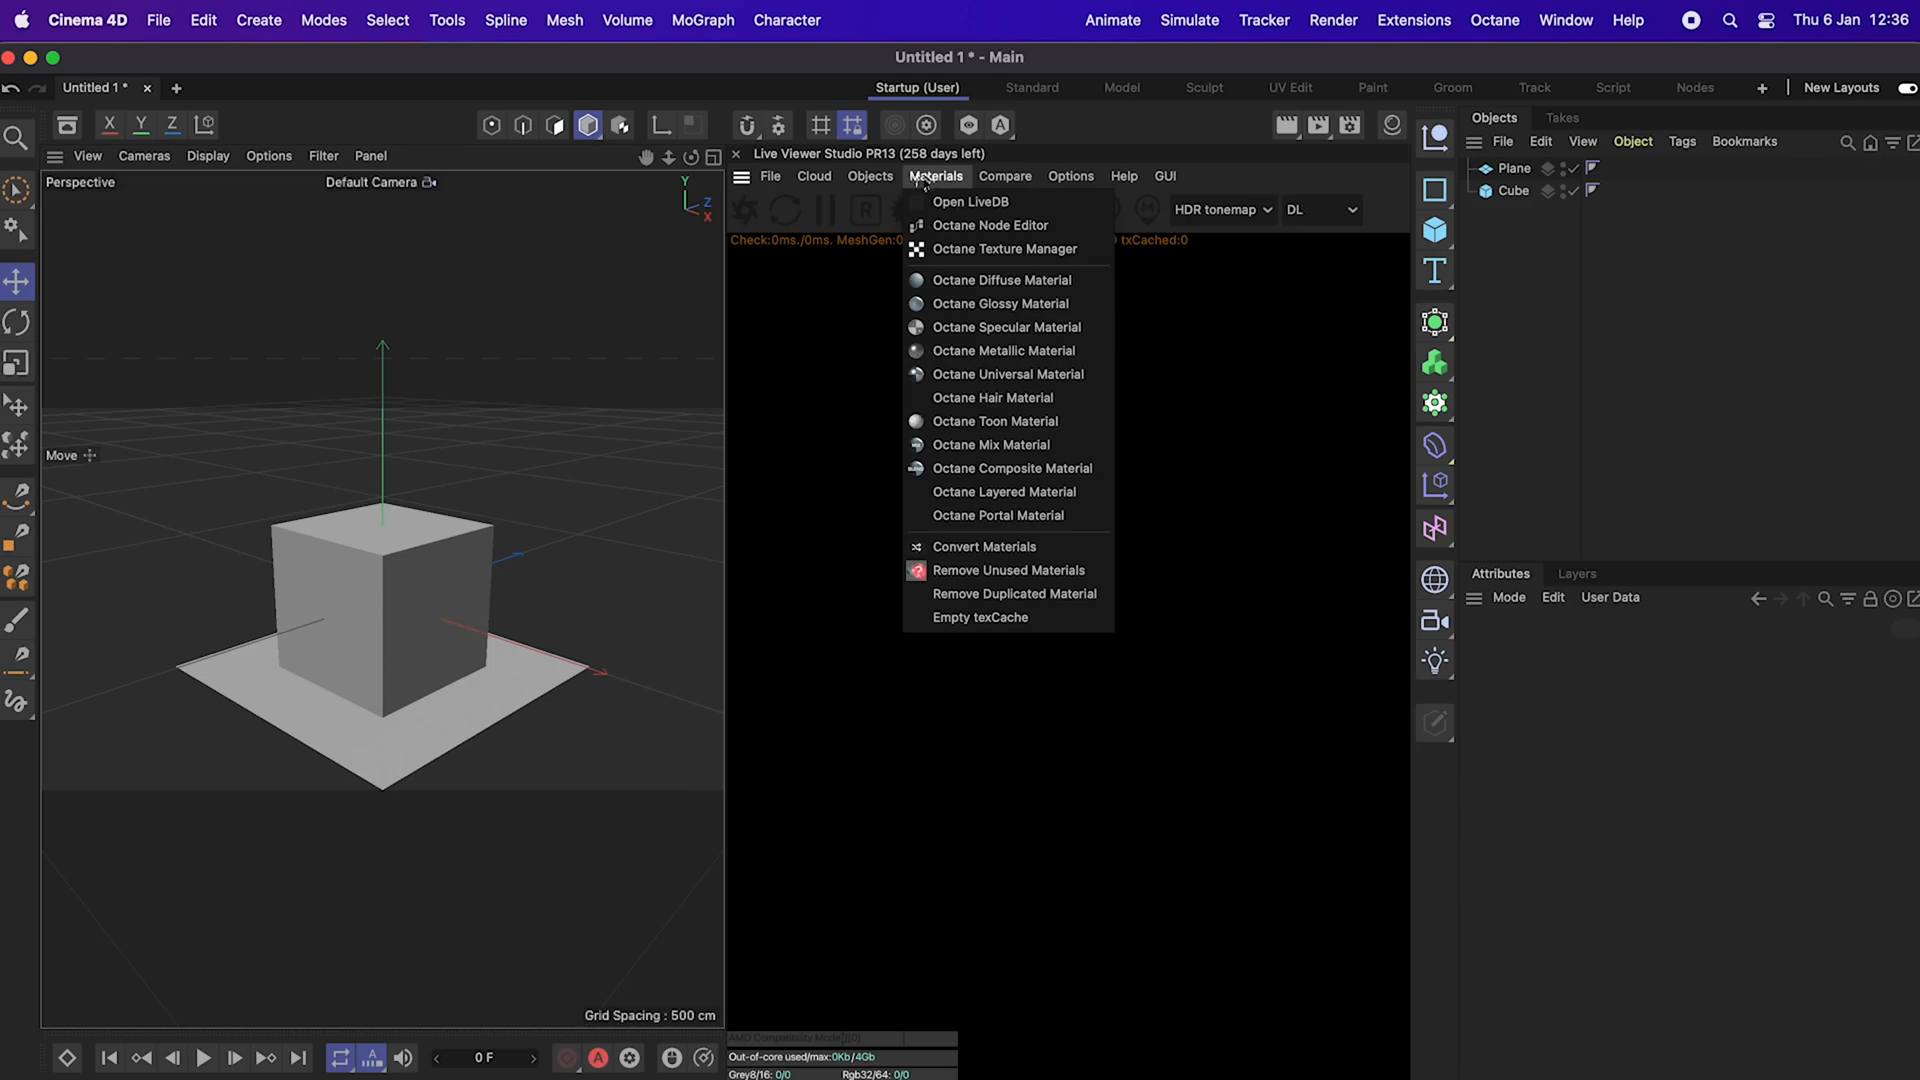 Cinema 4D File Edit Create Modes Select Tools Spline Mesh Volume MoGraph Character Animate Simulate Tracker Render Extensions Octane Window Help Thu 6 Jan 12:36
Untitled 1 * - Main
Untitled 1 * × + Startup (User) Standard Model Sculpt UV Edit Paint Groom Track Script Nodes + New Layouts
X Y Z
A
Objects Takes
File Edit View Object Tags Bookmarks
Plane
Cube
View Cameras Display Options Filter Panel
Perspective Default Camera
Y
Z
X
Move
Grid Spacing : 500 cm
× Live Viewer Studio PR13 (258 days left)
File Cloud Objects Materials Compare Options Help GUI
R HDR tonemap DL
Check:0ms./0ms. MeshGen:0 txCached:0
Open LiveDB
Octane Node Editor
Octane Texture Manager
Octane Diffuse Material
Octane Glossy Material
Octane Specular Material
Octane Metallic Material
Octane Universal Material
Octane Hair Material
Octane Toon Material
Octane Mix Material
Octane Composite Material
Octane Layered Material
Octane Portal Material
Convert Materials
Remove Unused Materials
Remove Duplicated Material
Empty texCache
T
Attributes Layers
Mode Edit User Data
0 F
A
A
Out-of-core used/max:0Kb/4Gb
Grey8/16: 0/0 Rgb32/64: 0/0